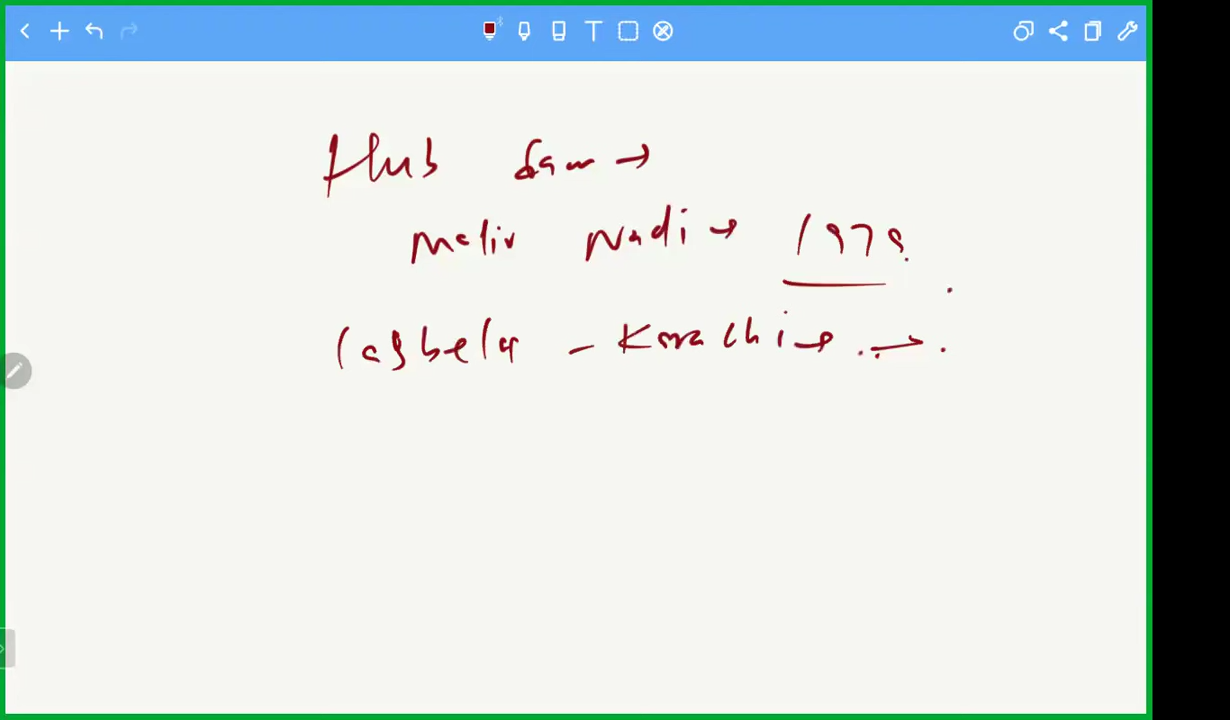 Hub dam →
Malir Nadi → 1979.
Lasbela - Karachi → . → .